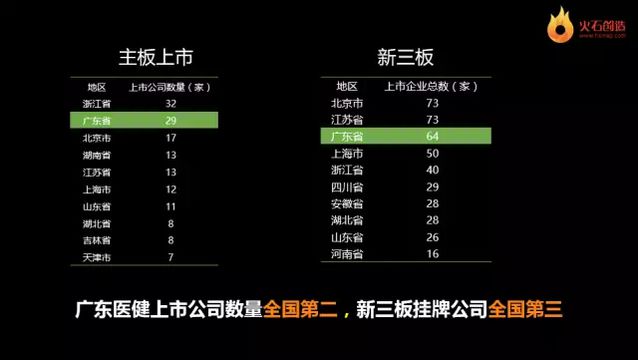 火石创造
www.hsmap.com
主板上市
地区 上市公司数量（家）
浙江省 32
广东省 29
北京市 17
湖南省 13
江苏省 13
上海市 12
山东省 11
湖北省 8
吉林省 8
天津市 7
新三板
地区 上市企业总数（家）
北京市 73
江苏省 73
广东省 64
上海市 50
浙江省 40
四川省 29
安徽省 28
湖北省 28
山东省 26
河南省 16
广东医健上市公司数量全国第二，新三板挂牌公司全国第三